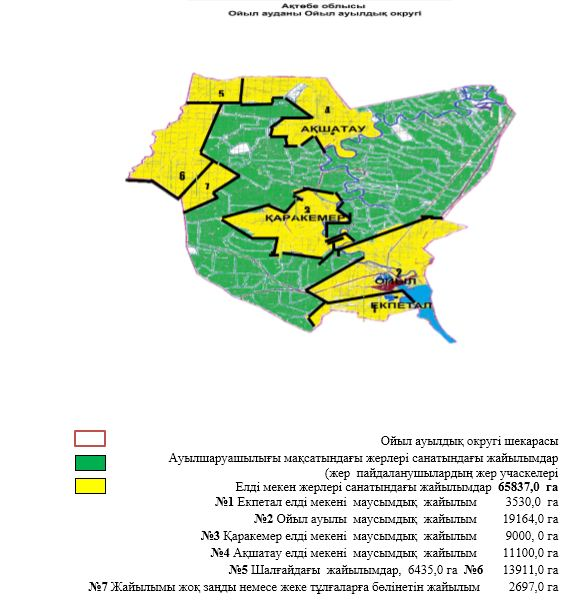 Ақтөбе облысы
Ойыл ауданы Ойыл ауылдық округі
5
4
АҚШАТАУ
6
7
3
ҚАРАКЕМЕР
2
ОЙЫЛ
ЕКПЕТАЛ
1
Ойыл ауылдық округі шекарасы
Ауылшаруашылығы мақсатындағы жерлері санатындағы жайылымдар
(жер пайдаланушылардың жер учаскелері
Елді мекен жерлері санатындағы жайылымдар 65837,0 га
№1 Екпетал елді мекені маусымдық жайылым 3530,0 га
№2 Ойыл ауылы маусымдық жайылым 19164,0 га
№3 Қаракемер елді мекені маусымдық жайылым 9000, 0 га
№4 Ақшатау елді мекені маусымдық жайылым 11100,0 га
№5 Шалғайдағы жайылымдар, 6435,0 га №6 13911,0 га
№7 Жайылымы жоқ заңды немесе жеке тұлғаларға бөлінетін жайылым 2697,0 га